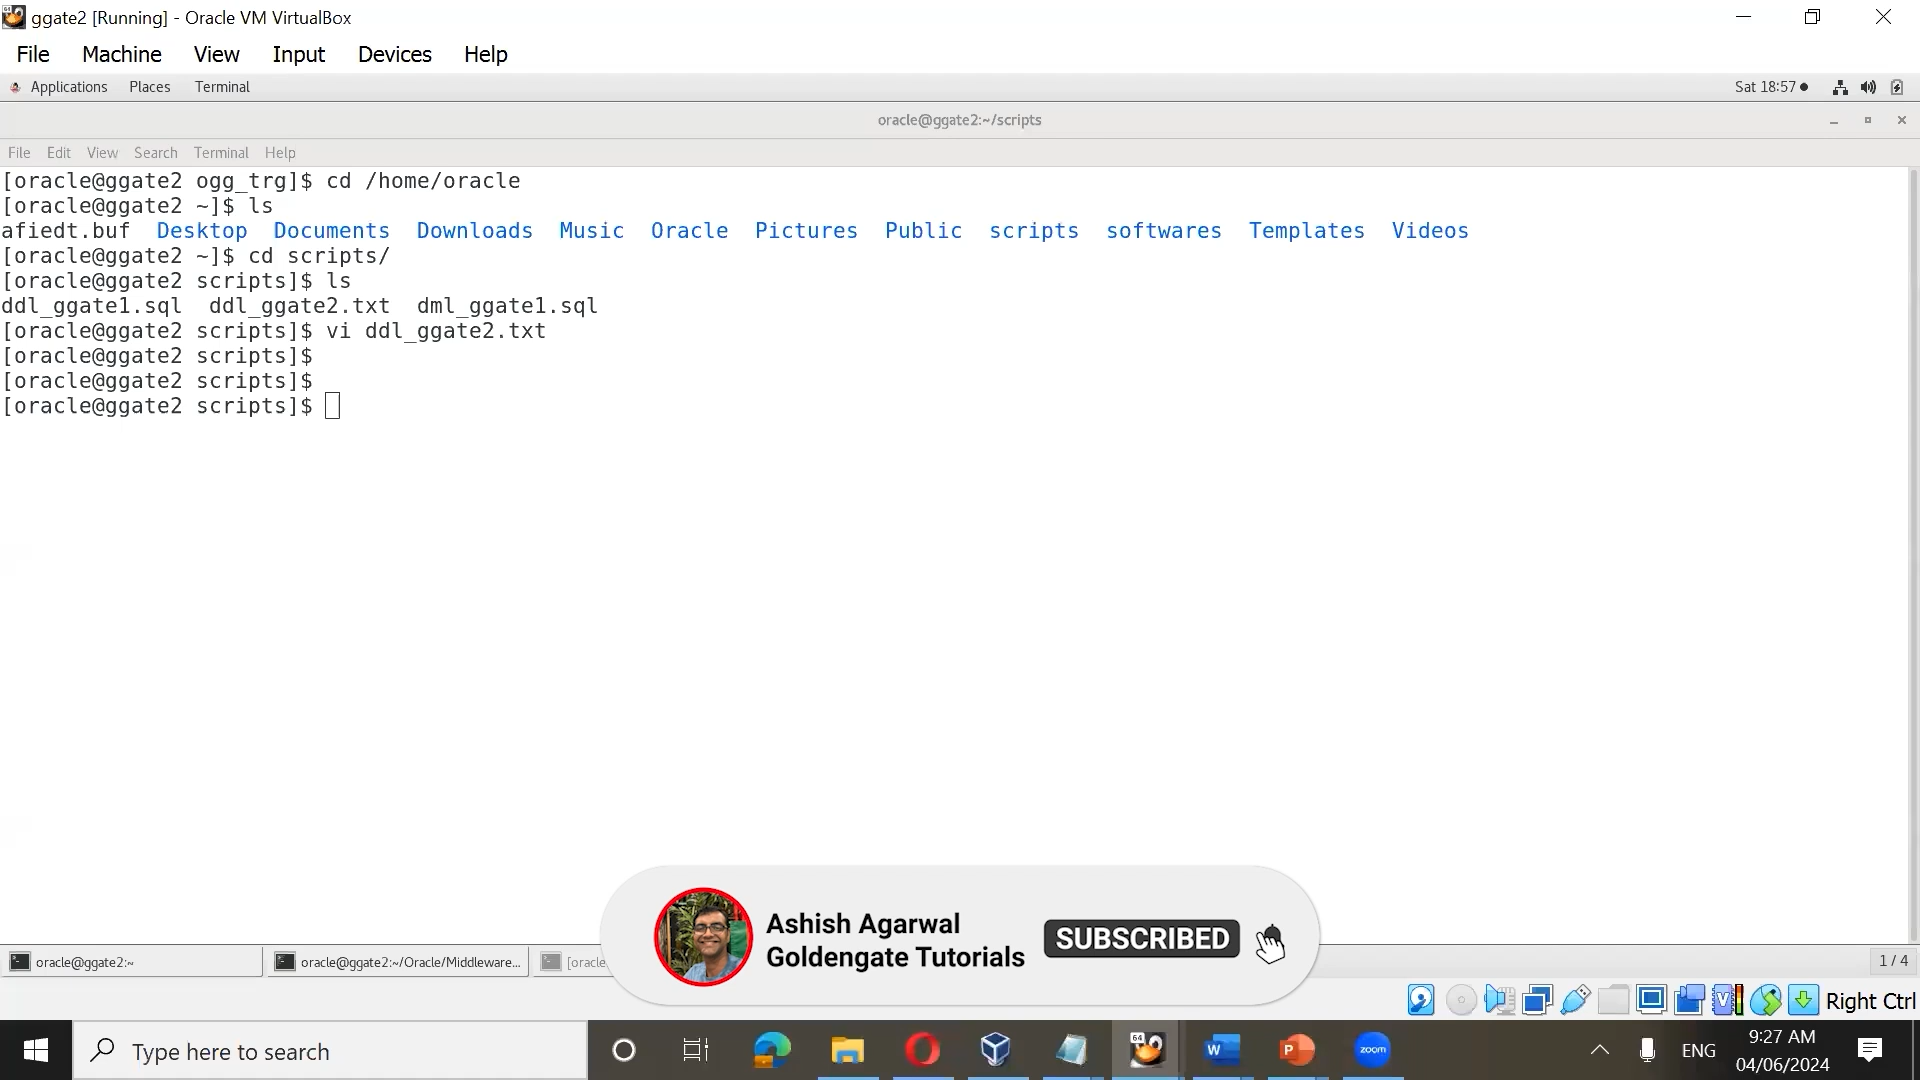 ggate2 [Running] - Oracle VM VirtualBox
File Machine View Input Devices Help
Applications Places Terminal Sat 18:57
oracle@ggate2:~/scripts
File Edit View Search Terminal Help
[oracle@ggate2 ogg_trg]$ cd /home/oracle
[oracle@ggate2 ~]$ ls
afiedt.buf Desktop Documents Downloads Music Oracle Pictures Public scripts softwares Templates Videos
[oracle@ggate2 ~]$ cd scripts/
[oracle@ggate2 scripts]$ ls
ddl_ggate1.sql ddl_ggate2.txt dml_ggate1.sql
[oracle@ggate2 scripts]$ vi ddl_ggate2.txt
[oracle@ggate2 scripts]$
[oracle@ggate2 scripts]$
[oracle@ggate2 scripts]$
Ashish Agarwal
Goldengate Tutorials
SUBSCRIBED
oracle@ggate2:~ oracle@ggate2:~/Oracle/Middleware... [oracle 1 / 4
Right Ctrl
Type here to search
ENG
9:27 AM
04/06/2024